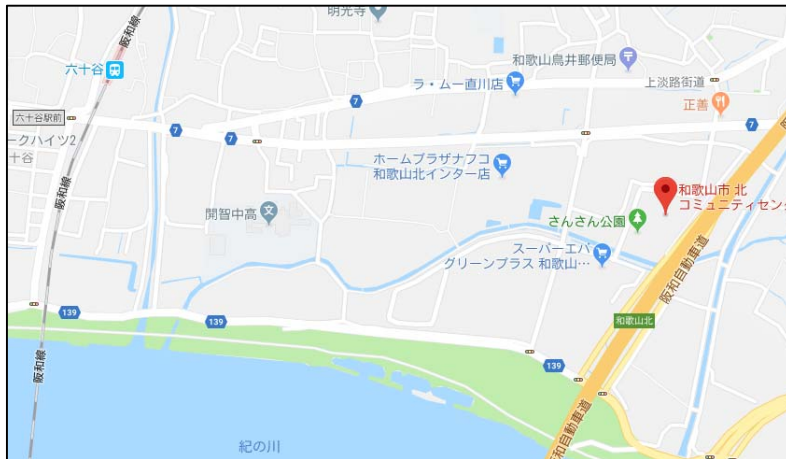 明光寺
阪和線
六十谷
和歌山鳥井郵便局
ラ・ムー直川店
上淡路街道
7
正善
六十谷駅前
7
7
7
7
ークハイツ2
十谷
阪和線
ホームプラザナフコ
和歌山北インター店
和歌山市 北
コミュニティセンタ
開智中高
さんさん公園
スーパーエバ
グリーンプラス 和歌山…
阪和自動車道
139
139
和歌山北
阪和線
139
紀の川
阪和自動車道